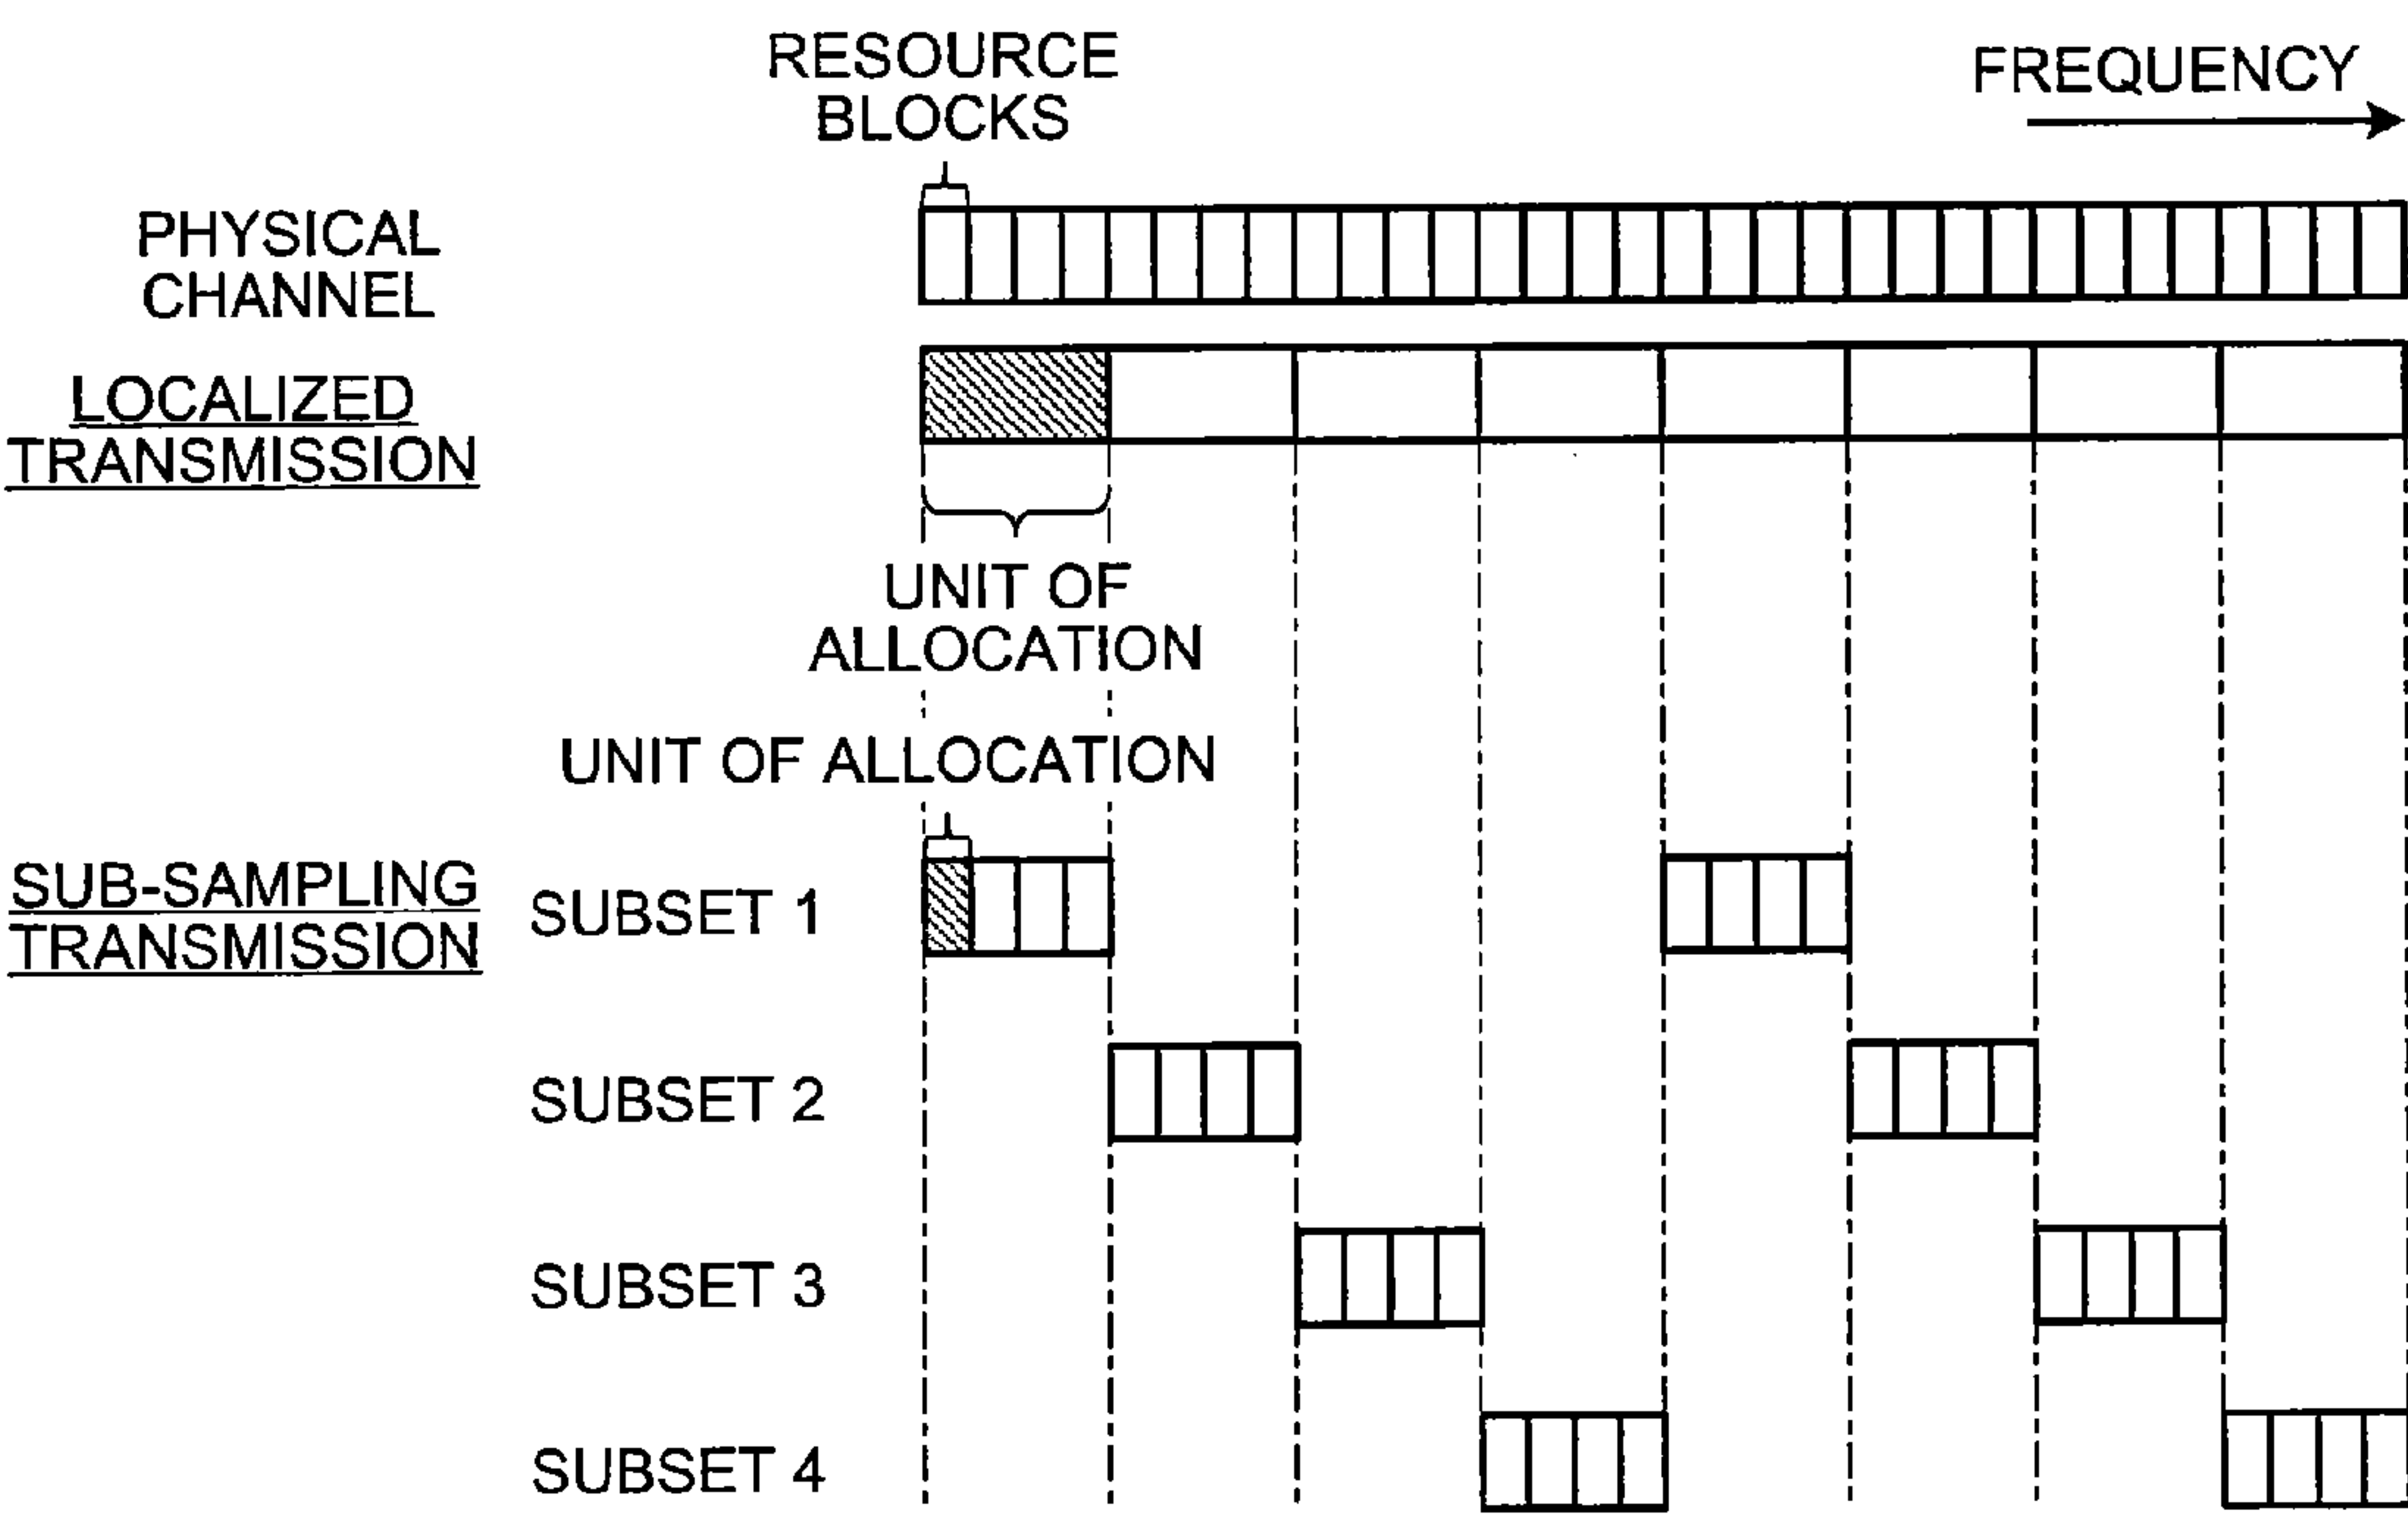 RESOURCE
BLOCKS
FREQUENCY
PHYSICAL
CHANNEL
LOCALIZED
TRANSMISSION
UNIT OF
ALLOCATION
UNIT OF ALLOCATION
SUB-SAMPLING
TRANSMISSION
SUBSET 1
SUBSET 2
SUBSET 3
SUBSET 4